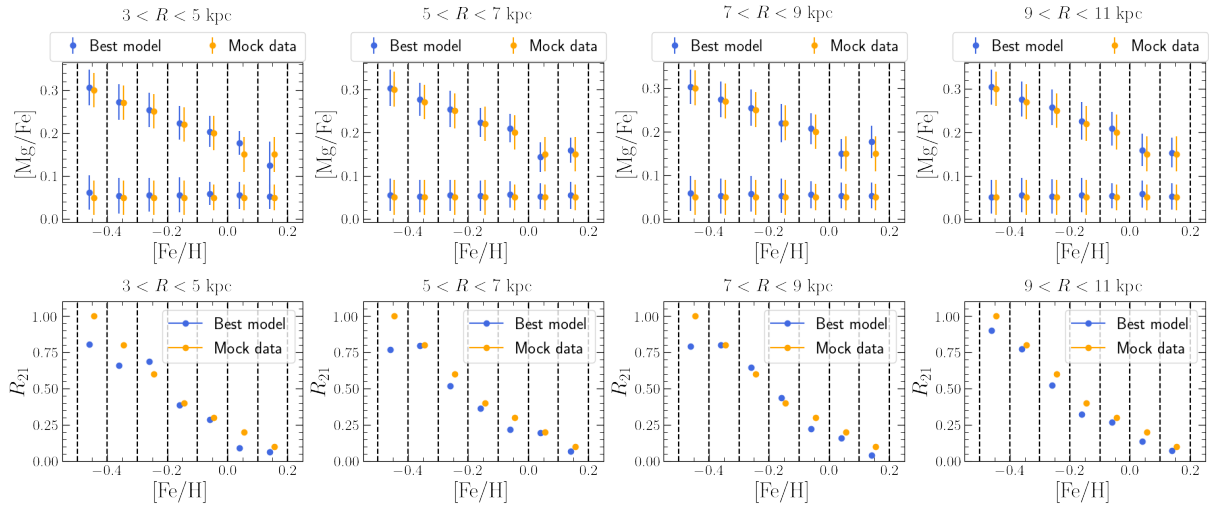 3 < R < 5 kpc
5 < R < 7 kpc
7 < R < 9 kpc
9 < R < 11 kpc
Best model Mock data
Best model Mock data
Best model Mock data
Best model Mock data
[Mg/Fe]
0.3
0.2
0.1
0.0
−0.4 −0.2 0.0 0.2
[Fe/H]
[Mg/Fe]
0.3
0.2
0.1
0.0
−0.4 −0.2 0.0 0.2
[Fe/H]
[Mg/Fe]
0.3
0.2
0.1
0.0
−0.4 −0.2 0.0 0.2
[Fe/H]
[Mg/Fe]
0.3
0.2
0.1
0.0
−0.4 −0.2 0.0 0.2
[Fe/H]
3 < R < 5 kpc
Best model
Mock data
R₂₁
1.00
0.75
0.50
0.25
0.00
−0.4 −0.2 0.0 0.2
[Fe/H]
5 < R < 7 kpc
Best model
Mock data
R₂₁
1.00
0.75
0.50
0.25
0.00
−0.4 −0.2 0.0 0.2
[Fe/H]
7 < R < 9 kpc
Best model
Mock data
R₂₁
1.00
0.75
0.50
0.25
0.00
−0.4 −0.2 0.0 0.2
[Fe/H]
9 < R < 11 kpc
Best model
Mock data
R₂₁
1.00
0.75
0.50
0.25
0.00
−0.4 −0.2 0.0 0.2
[Fe/H]